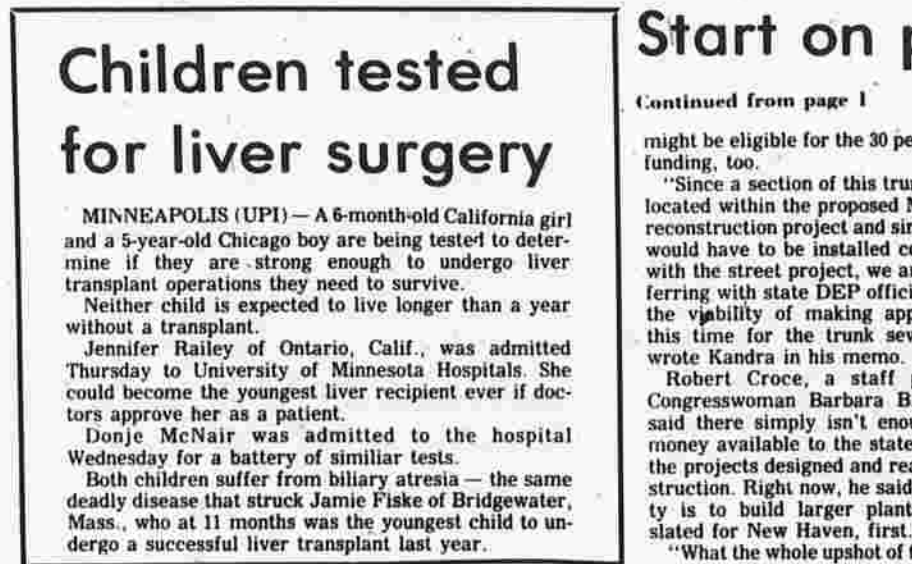 Children tested
for liver surgery
MINNEAPOLIS (UPI) — A 6-month-old California girl
and a 5-year-old Chicago boy are being tested to deter-
mine if they are strong enough to undergo liver
transplant operations they need to survive.
Neither child is expected to live longer than a year
without a transplant.
Jennifer Railey of Ontario, Calif., was admitted
Thursday to University of Minnesota Hospitals. She
could become the youngest liver recipient ever if doc-
tors approve her as a patient.
Donje McNair was admitted to the hospital
Wednesday for a battery of similiar tests.
Both children suffer from biliary atresia — the same
deadly disease that struck Jamie Fiske of Bridgewater,
Mass., who at 11 months was the youngest child to un-
dergo a successful liver transplant last year.
Start on
Continued from page 1
might be eligible for the 30
funding, too.
"Since a section of this
located within the proposed
reconstruction project and
would have to be installed
with the street project, we
ferring with state DEP
the viability of making
this time for the trunk
wrote Kandra in his memo.
Robert Croce, a staff
Congresswoman Barbara
said there simply isn't
money available to the state
the projects designed and
struction. Right now, he said
ty is to build larger
slated for New Haven, first.
"What the whole upshot of